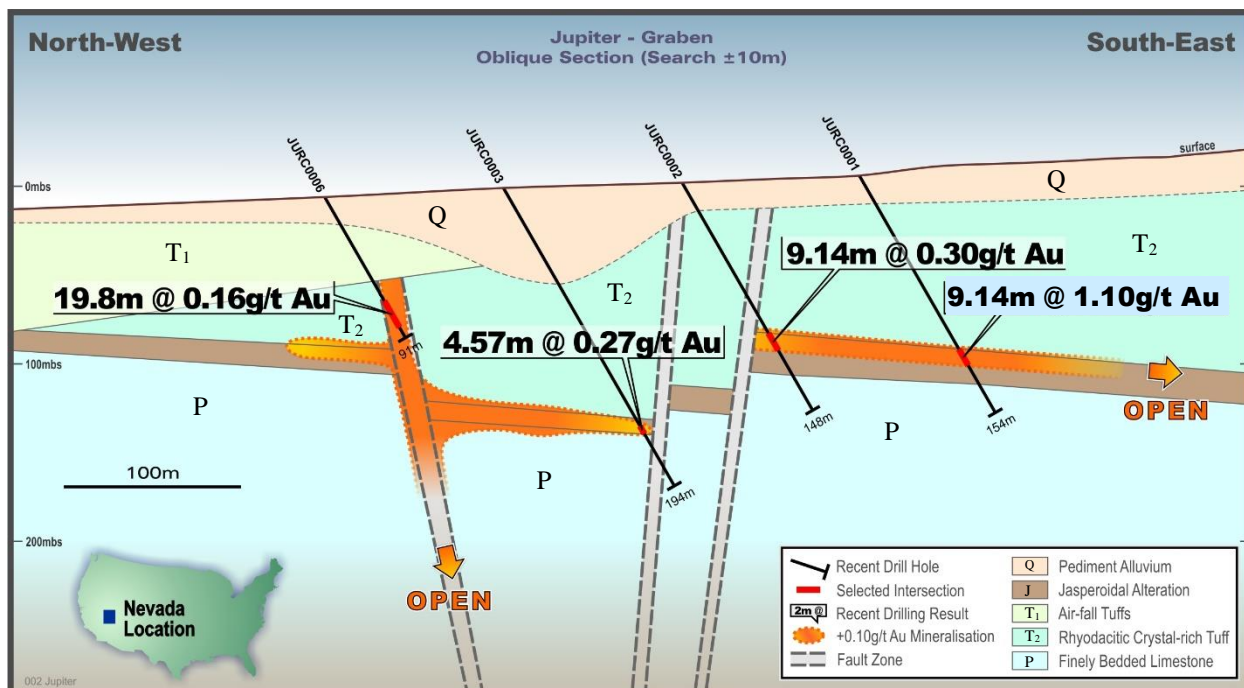 North-West
Jupiter - Graben
Oblique Section (Search ±10m)
South-East
JURC0006
JURC0003
JURC0002
JURC0001
surface
0mbs
Q
Q
T1
T2
T2
9.14m @ 0.30g/t Au
19.8m @ 0.16g/t Au
9.14m @ 1.10g/t Au
T2
91m
4.57m @ 0.27g/t Au
100mbs
P
OPEN
148m
154m
P
100m
P
194m
200mbs
OPEN
Nevada
Location
Recent Drill Hole
Selected Intersection
2m @
Recent Drilling Result
+0.10g/t Au Mineralisation
Fault Zone
Q Pediment Alluvium
J Jasperoidal Alteration
T1 Air-fall Tuffs
T2 Rhyodacitic Crystal-rich Tuff
P Finely Bedded Limestone
002 Jupiter